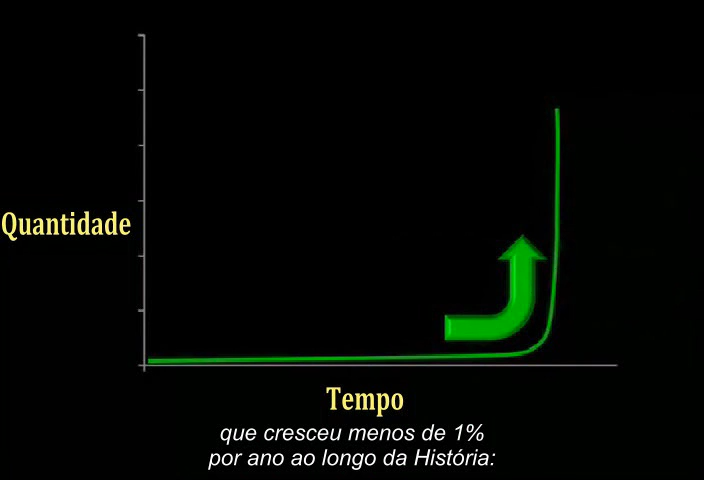 Quantidade
Tempo
que cresceu menos de 1%
por ano ao longo da História: